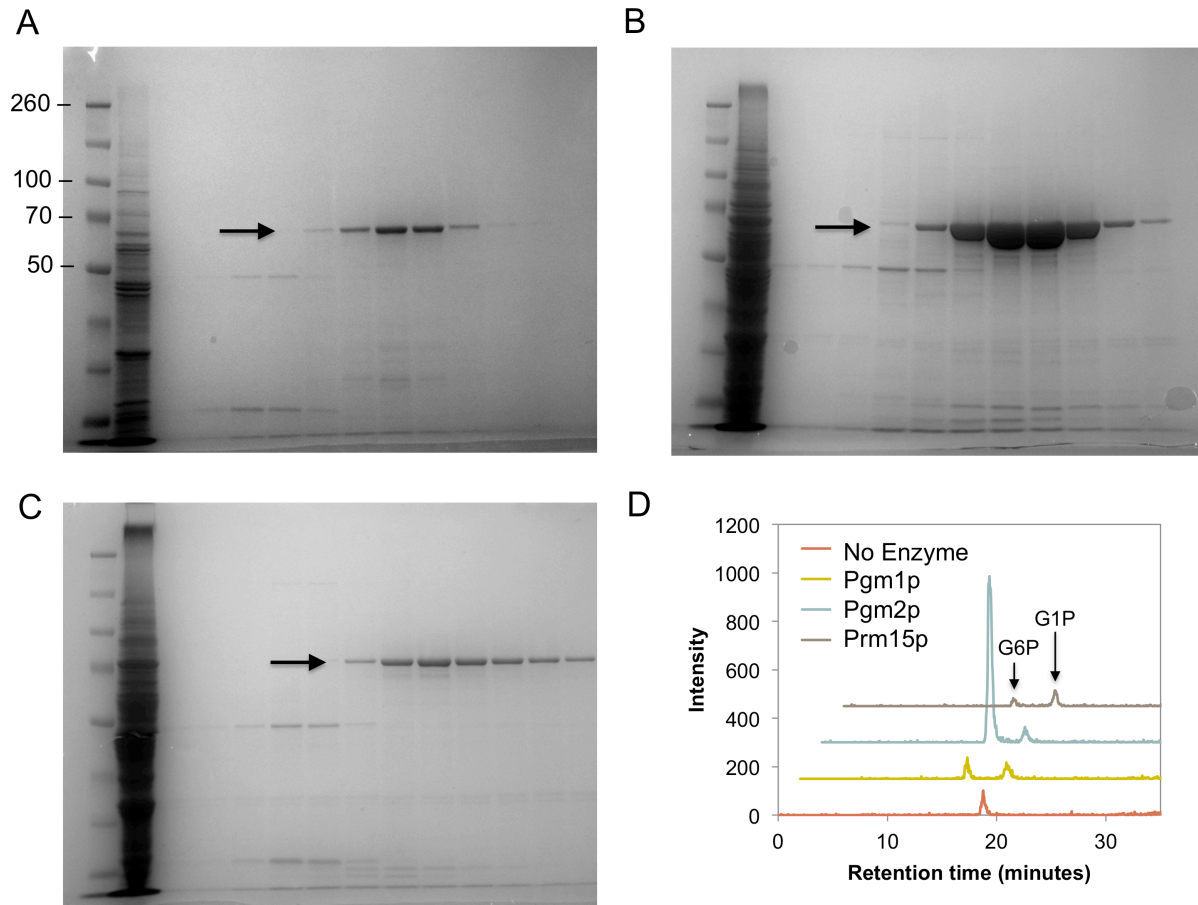 A
260
100
70
50
B
C
D
1200
1000
800
600
400
200
0
No Enzyme
Pgm1p
Pgm2p
Prm15p
G6P
G1P
Intensity
0 10 20 30
Retention time (minutes)